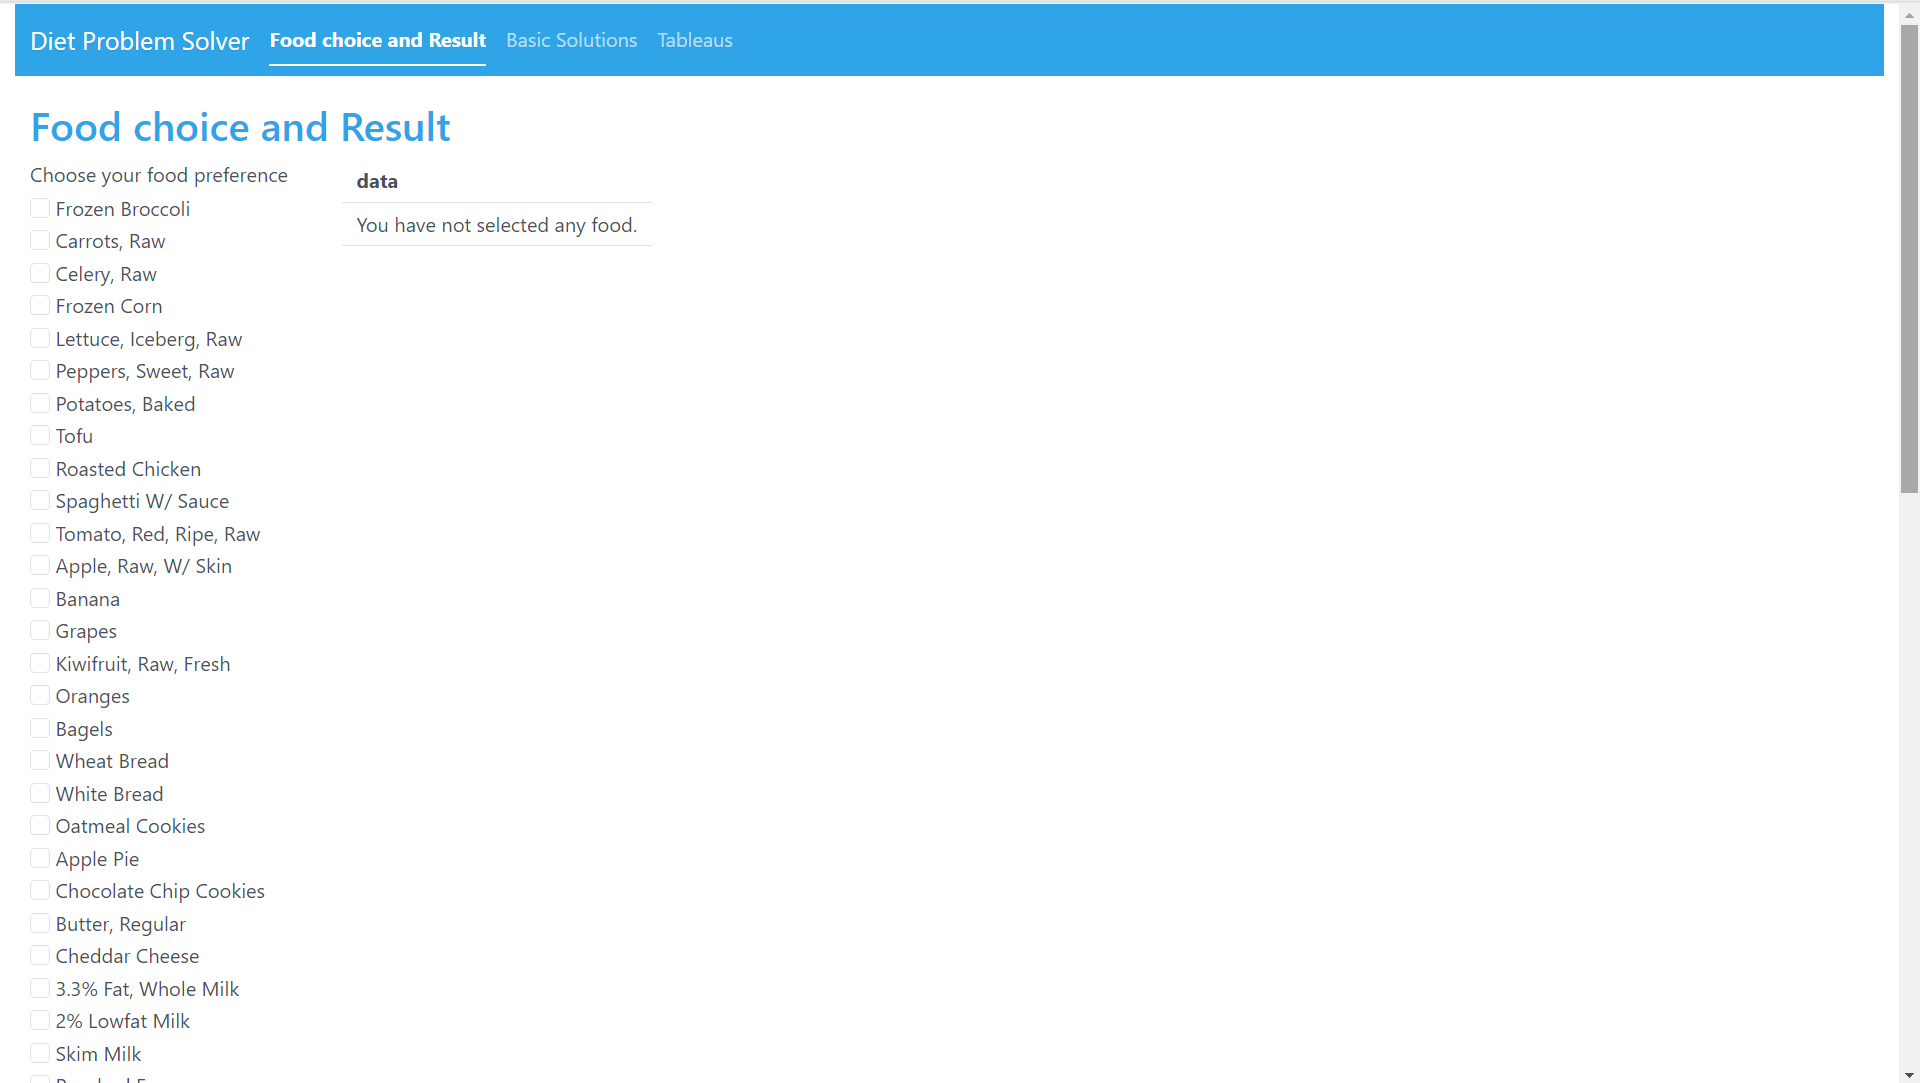 Diet Problem Solver Food choice and Result Basic Solutions Tableaus
Food choice and Result
Choose your food preference
data
You have not selected any food.
Frozen Broccoli
Carrots, Raw
Celery, Raw
Frozen Corn
Lettuce, Iceberg, Raw
Peppers, Sweet, Raw
Potatoes, Baked
Tofu
Roasted Chicken
Spaghetti W/ Sauce
Tomato, Red, Ripe, Raw
Apple, Raw, W/ Skin
Banana
Grapes
Kiwifruit, Raw, Fresh
Oranges
Bagels
Wheat Bread
White Bread
Oatmeal Cookies
Apple Pie
Chocolate Chip Cookies
Butter, Regular
Cheddar Cheese
3.3% Fat, Whole Milk
2% Lowfat Milk
Skim Milk